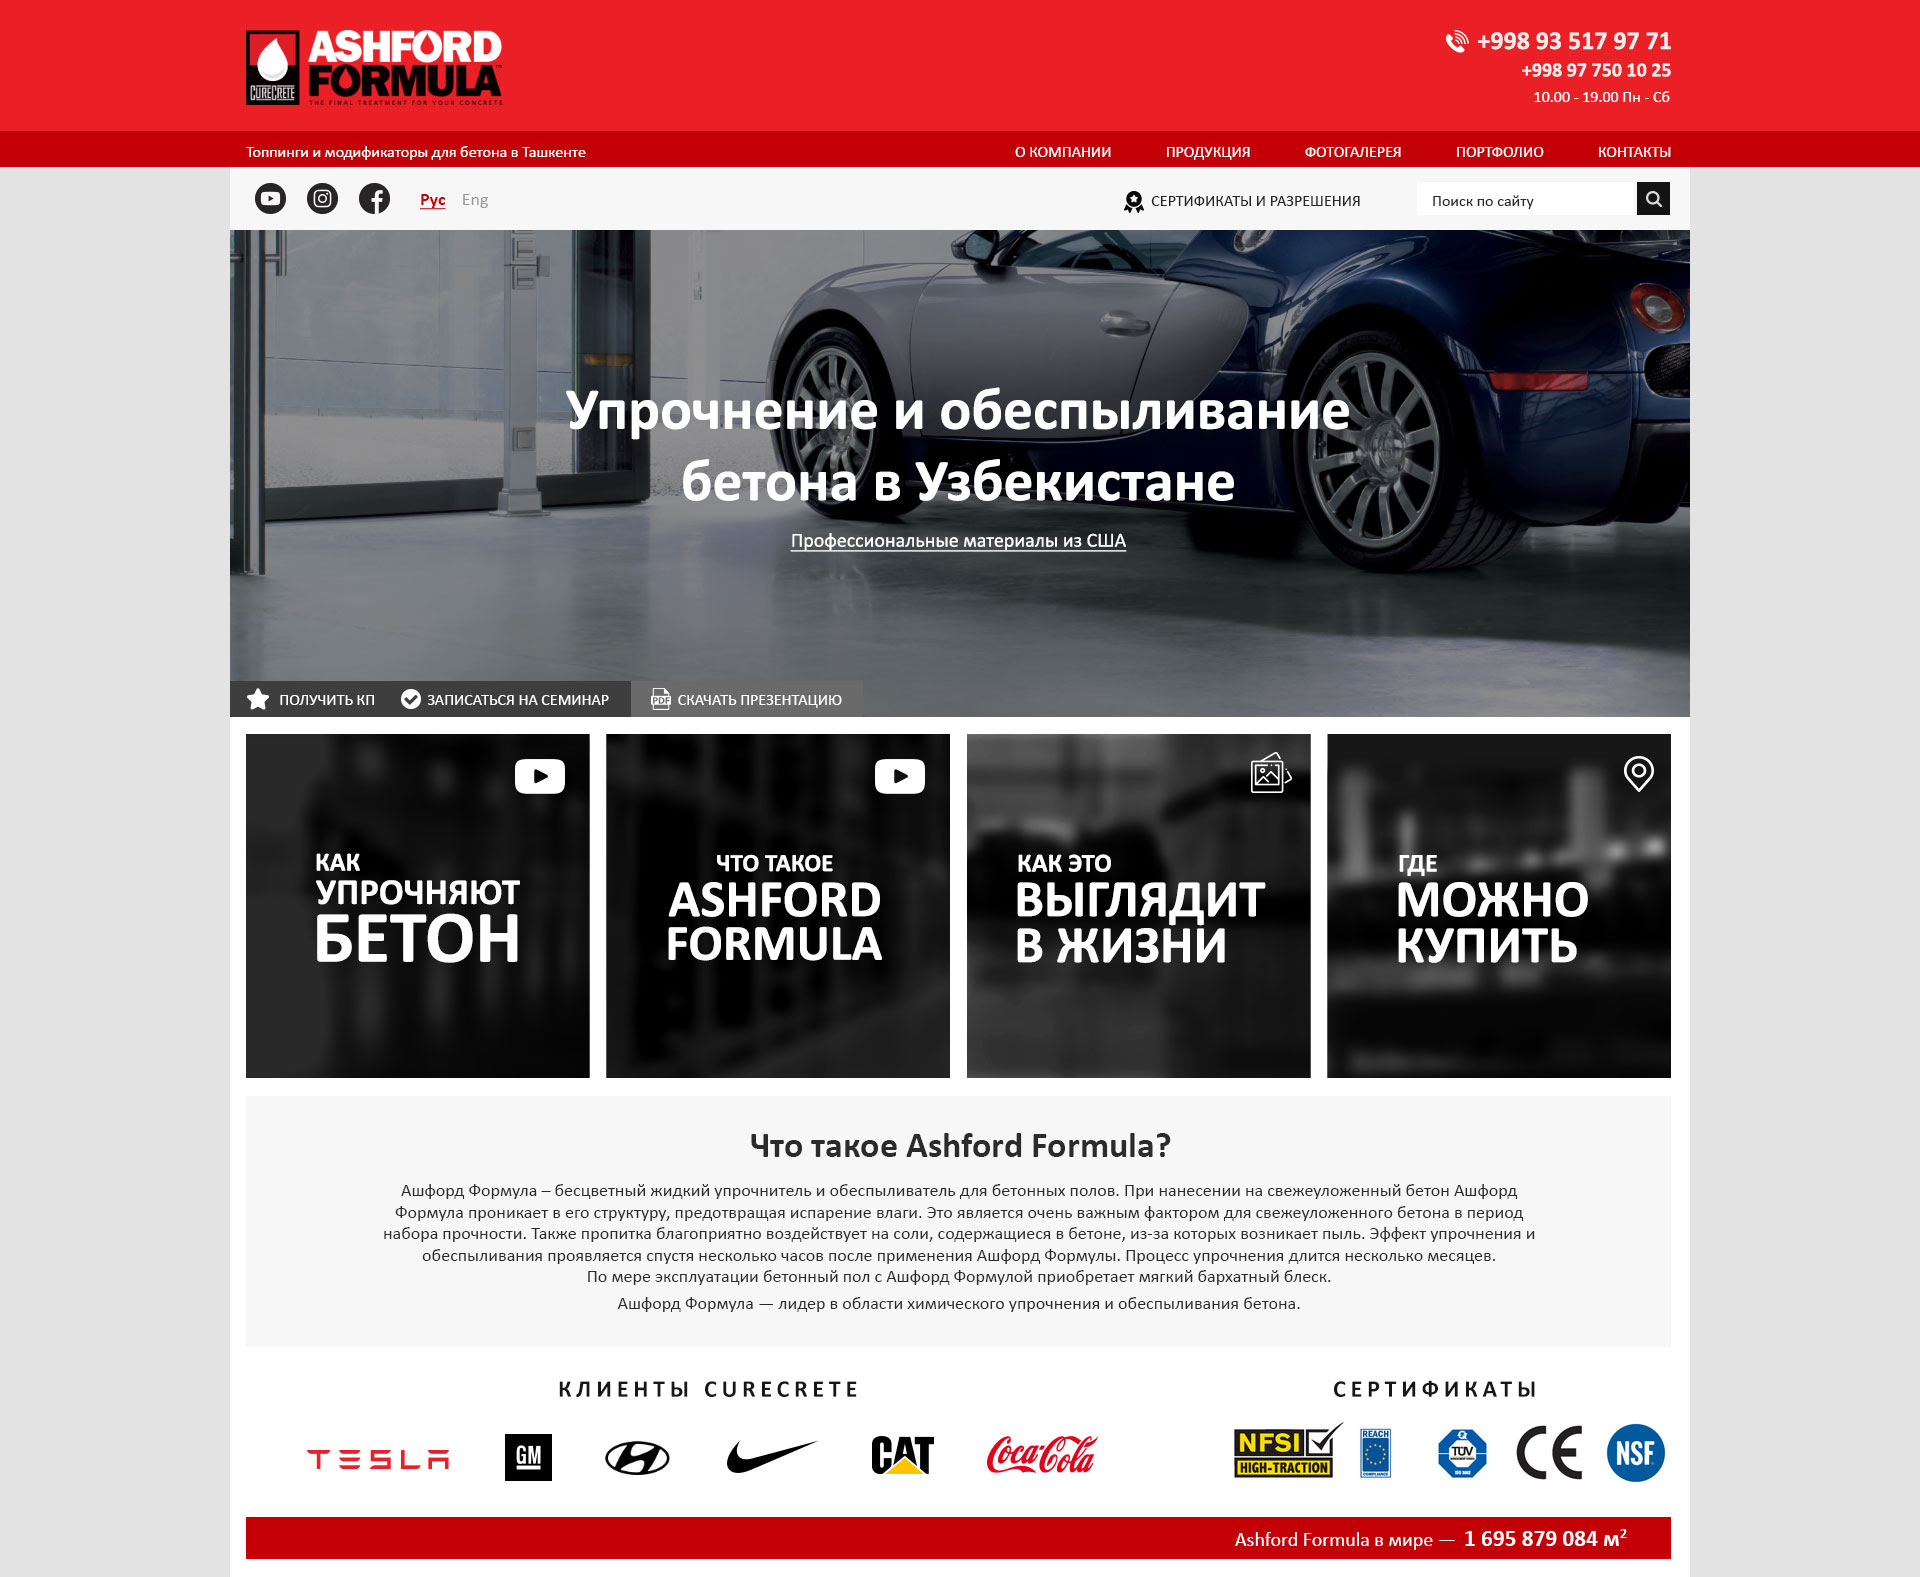 ASHFORD
FORMULA™
CURECRETE
THE FINAL TREATMENT FOR YOUR CONCRETE
+998 93 517 97 71
+998 97 750 10 25
10.00 - 19.00 Пн - Сб
Топпинги и модификаторы для бетона в Ташкенте
О КОМПАНИИ ПРОДУКЦИЯ ФОТОГАЛЕРЕЯ ПОРТФОЛИО КОНТАКТЫ
Рус Eng
СЕРТИФИКАТЫ И РАЗРЕШЕНИЯ
Поиск по сайту
Упрочнение и обеспыливание
бетона в Узбекистане
Профессиональные материалы из США
ПОЛУЧИТЬ КП ЗАПИСАТЬСЯ НА СЕМИНАР PDF СКАЧАТЬ ПРЕЗЕНТАЦИЮ
КАК
УПРОЧНЯЮТ
БЕТОН
ЧТО ТАКОЕ
ASHFORD
FORMULA
КАК ЭТО
ВЫГЛЯДИТ
В ЖИЗНИ
ГДЕ
МОЖНО
КУПИТЬ
Что такое Ashford Formula?
Ашфорд Формула – бесцветный жидкий упрочнитель и обеспыливатель для бетонных полов. При нанесении на свежеуложенный бетон Ашфорд
Формула проникает в его структуру, предотвращая испарение влаги. Это является очень важным фактором для свежеуложенного бетона в период
набора прочности. Также пропитка благоприятно воздействует на соли, содержащиеся в бетоне, из-за которых возникает пыль. Эффект упрочнения и
обеспыливания проявляется спустя несколько часов после применения Ашфорд Формулы. Процесс упрочнения длится несколько месяцев.
По мере эксплуатации бетонный пол с Ашфорд Формулой приобретает мягкий бархатный блеск.
Ашфорд Формула — лидер в области химического упрочнения и обеспыливания бетона.
КЛИЕНТЫ CURECRETE
СЕРТИФИКАТЫ
TESLA
GM
CAT
Coca-Cola
NFSI
HIGH-TRACTION
REACH
COMPLIANCE
TÜV
ISO 9002
CE
NSF
Ashford Formula в мире — 1 695 879 084 м²